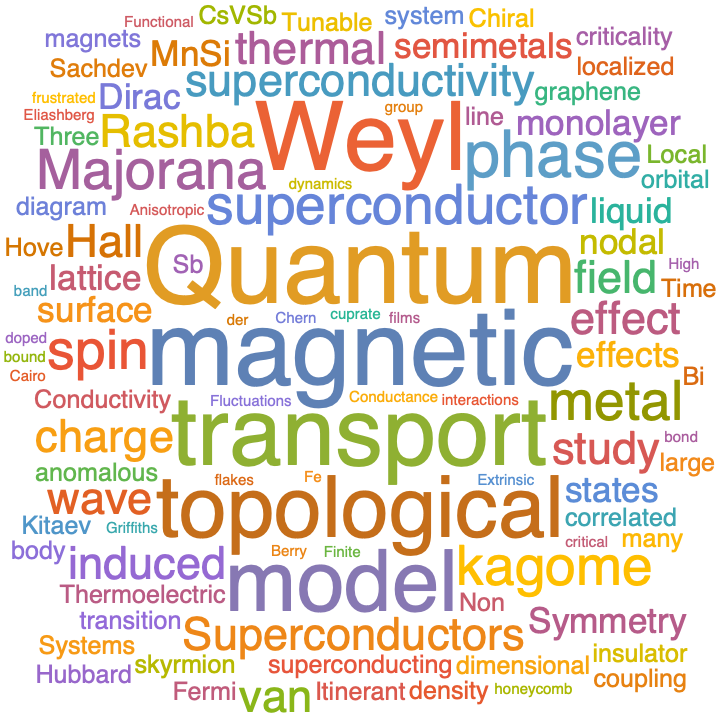 Functional CsVSb Tunable system Chiral
magnets MnSi thermal semimetals criticality
Sachdev superconductivity localized
frustrated Dirac group graphene
Eliashberg Rashba Weyl line monolayer
Three Majorana phase Local
dynamics orbital
diagram Anisotropic superconductor liquid
Hove Hall Quantum nodal
Sb field High
lattice Time
band surface der Chern cuprate films effect
doped spin magnetic effects
bound
Cairo Bi
Conductivity Fluctuations Conductance interactions metal
charge transport study bond
large
anomalous flakes Fe Extrinsic states
wave topological correlated
Kitaev Griffiths critical many
body induced Berry Finite kagome
Thermoelectric model Non
transition Superconductors Symmetry
Systems insulator
Hubbard skyrmion superconducting dimensional coupling
Fermi van Itinerant density honeycomb